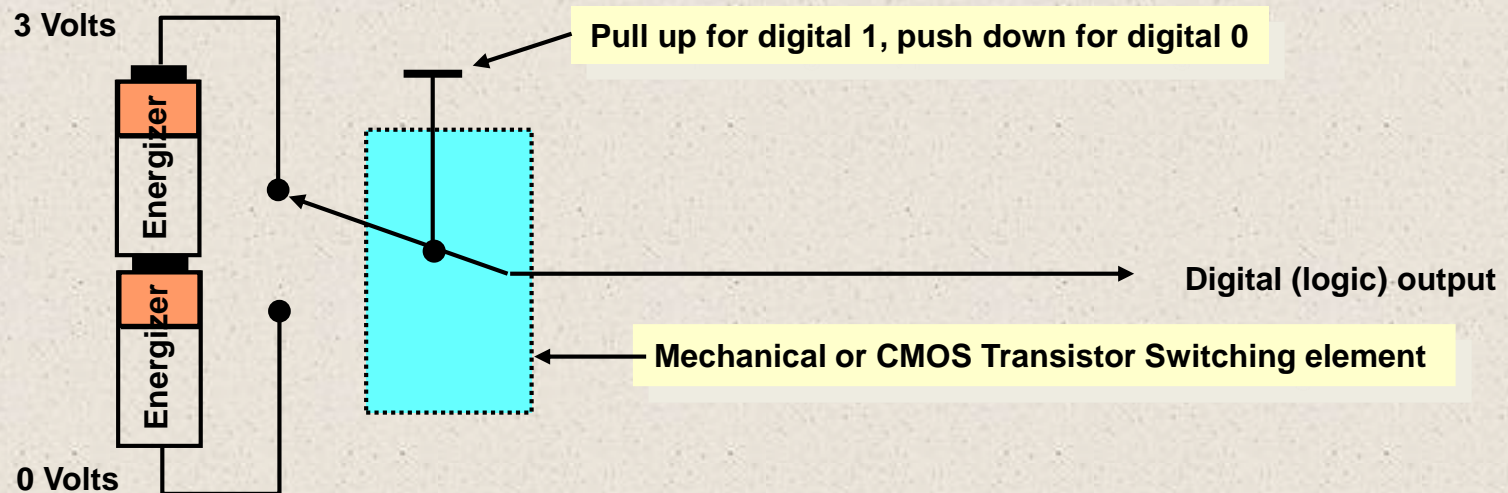 3 Volts
Pull up for digital 1, push down for digital 0
Energizer
Digital (logic) output
Energizer
Mechanical or CMOS Transistor Switching element
0 Volts